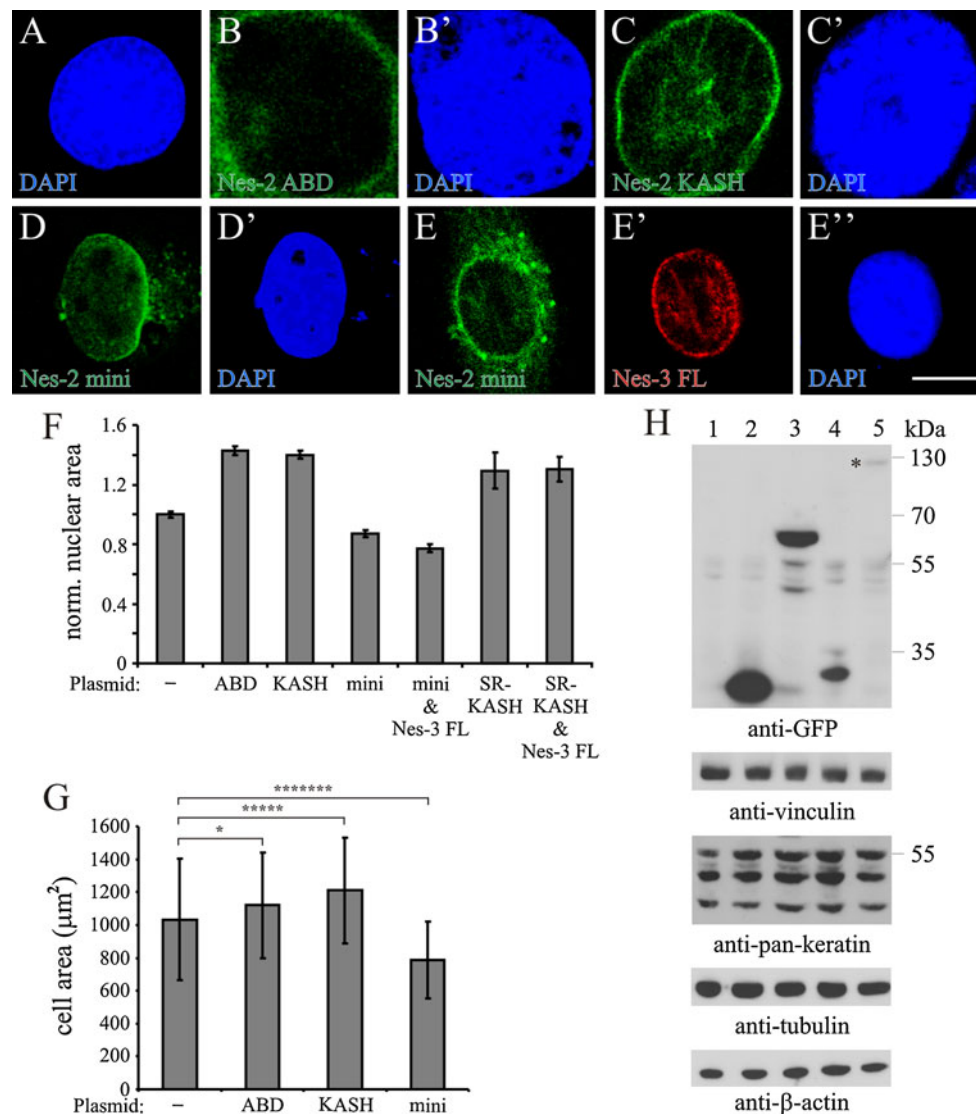 A B B' C C'
DAPI Nes-2 ABD DAPI Nes-2 KASH DAPI
D D' E E' E''
Nes-2 mini DAPI Nes-2 mini Nes-3 FL DAPI
F
norm. nuclear area
1.6
1.2
0.8
0.4
0
Plasmid: – ABD KASH mini mini & Nes-3 FL SR-KASH SR-KASH & Nes-3 FL
G
*******
*****
*
cell area (µm²)
1600
1400
1200
1000
800
600
400
200
0
Plasmid: – ABD KASH mini
H
1 2 3 4 5 kDa
* 130
70
55
35
anti-GFP
anti-vinculin
55
anti-pan-keratin
anti-tubulin
anti-β-actin